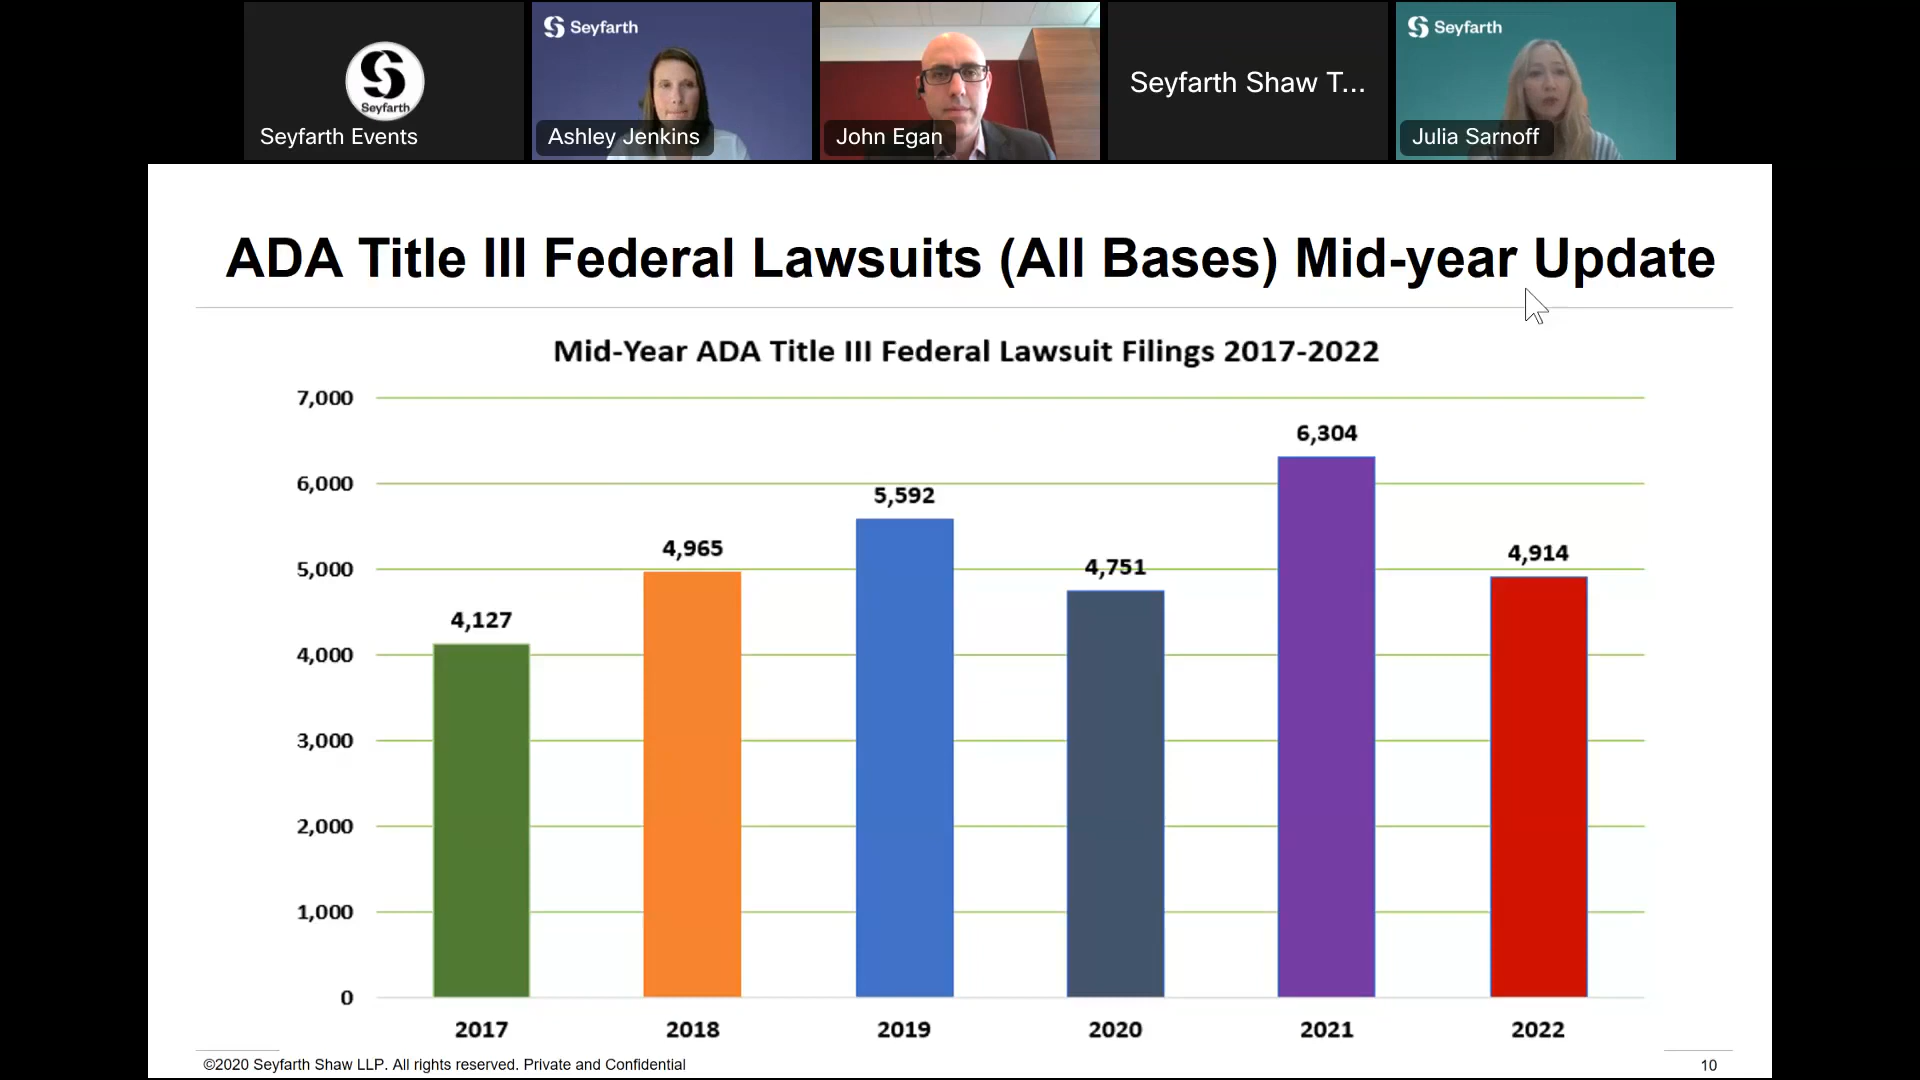 Seyfarth
Seyfarth Events
Seyfarth
Ashley Jenkins
John Egan
Seyfarth Shaw T...
Seyfarth
Julia Sarnoff
ADA Title III Federal Lawsuits (All Bases) Mid-year Update
Mid-Year ADA Title III Federal Lawsuit Filings 2017-2022
7,000
6,000
5,000
4,000
3,000
2,000
1,000
0
4,127
4,965
5,592
4,751
6,304
4,914
2017 2018 2019 2020 2021 2022
©2020 Seyfarth Shaw LLP. All rights reserved. Private and Confidential
10